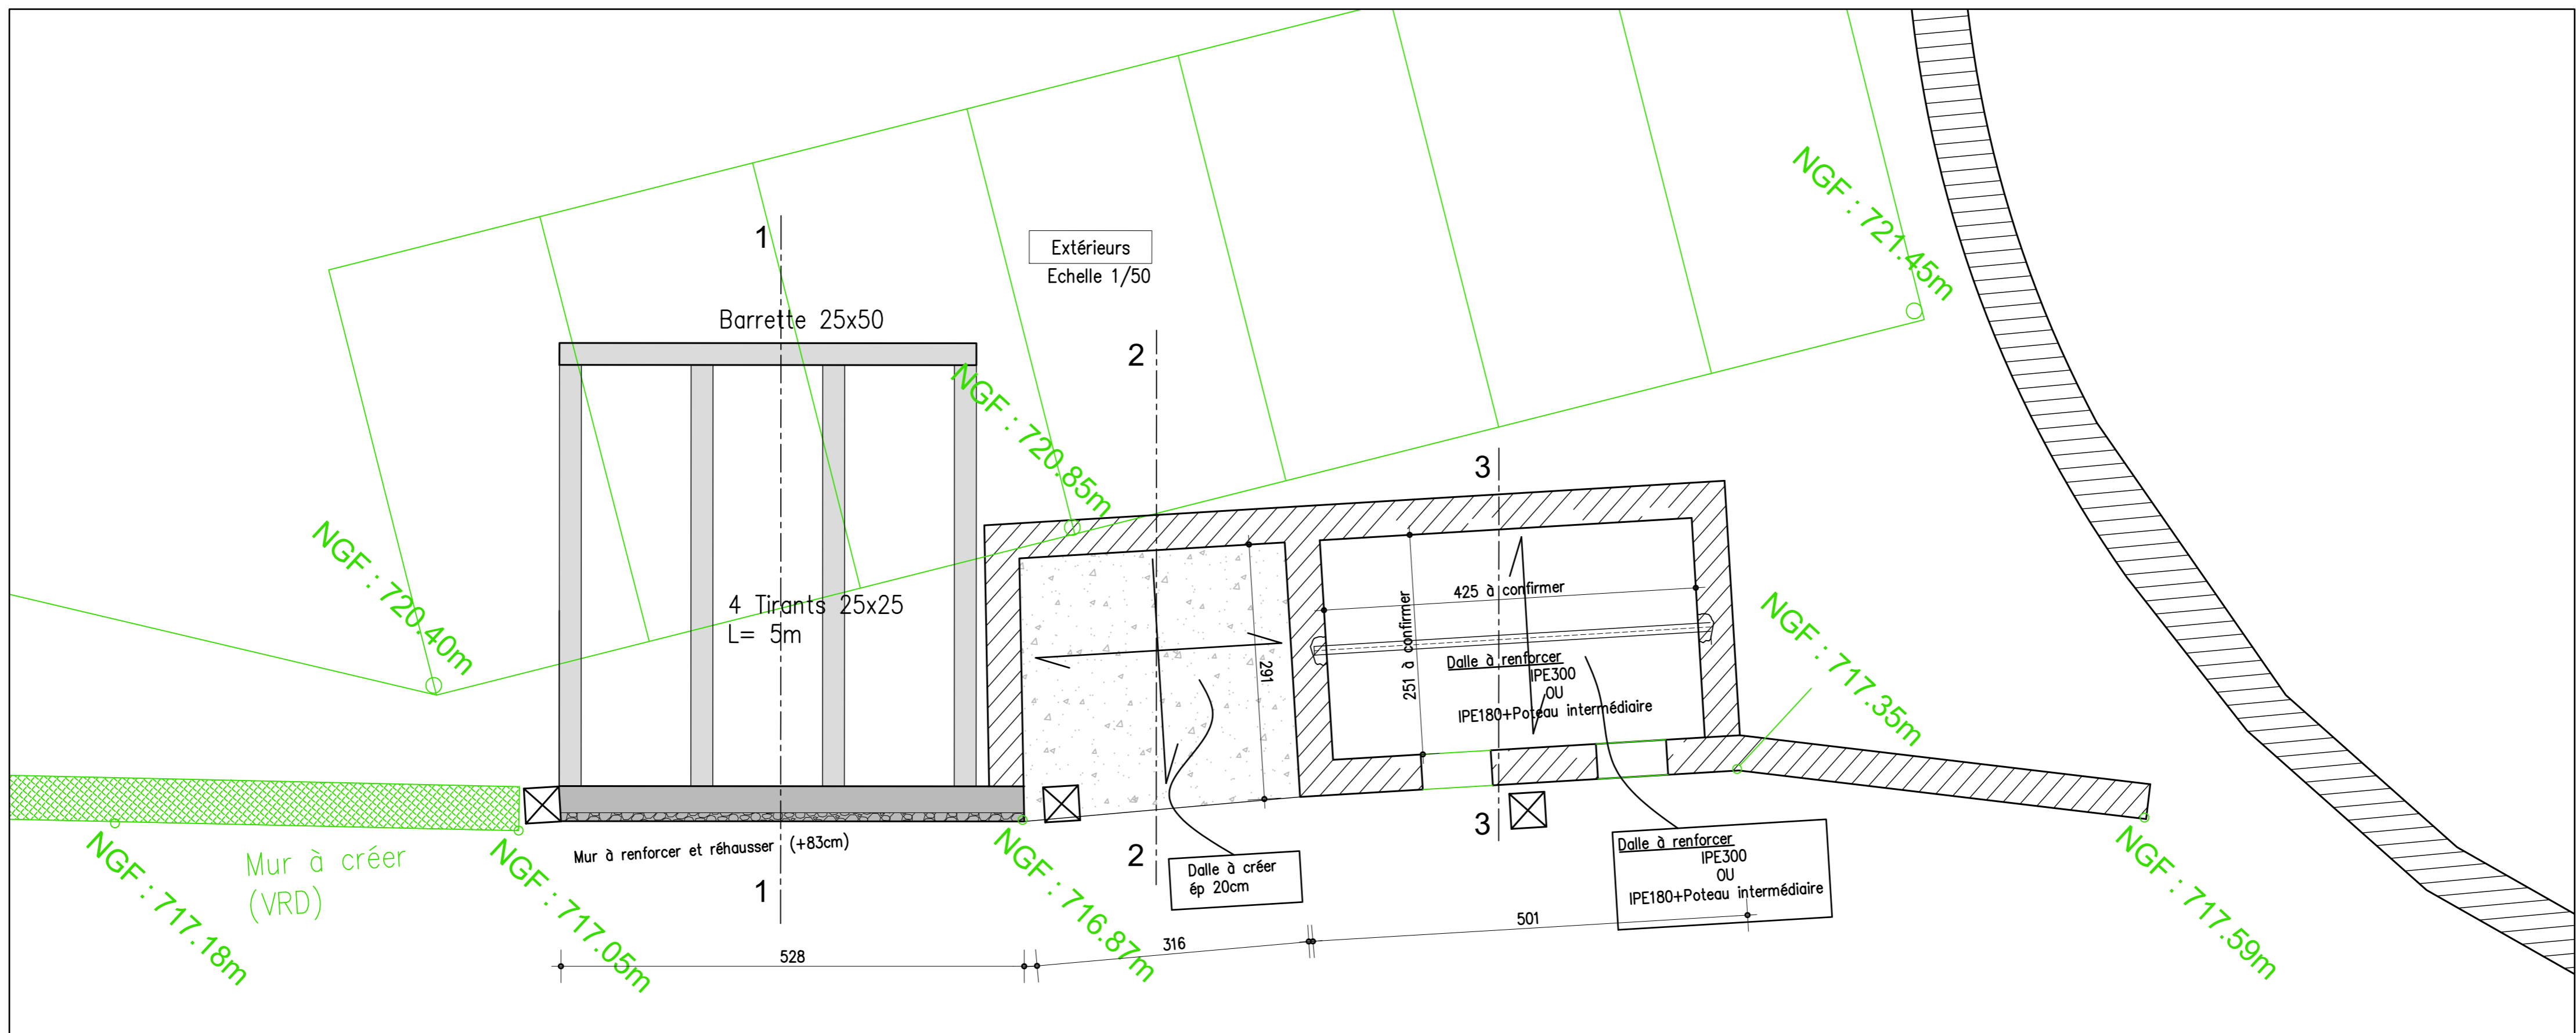 NGF : 721.45m
1
Extérieurs
Echelle 1/50
Barrette 25x50
2
NGF : 720.85m
3
NGF : 720.40m
4 Tirants 25x25
L= 5m
425 à confirmer
251 à confirmer
291
Dalle à renforcer
IPE300
OU
IPE180+Poteau intermédiaire
NGF : 717.35m
Mur à renforcer et réhausser (+83cm)
Mur à créer
(VRD)
NGF : 717.18m
NGF : 717.05m
1
NGF : 716.87m
2
3
Dalle à créer
ép 20cm
Dalle à renforcer
IPE300
OU
IPE180+Poteau intermédiaire
NGF : 717.59m
528
316
501